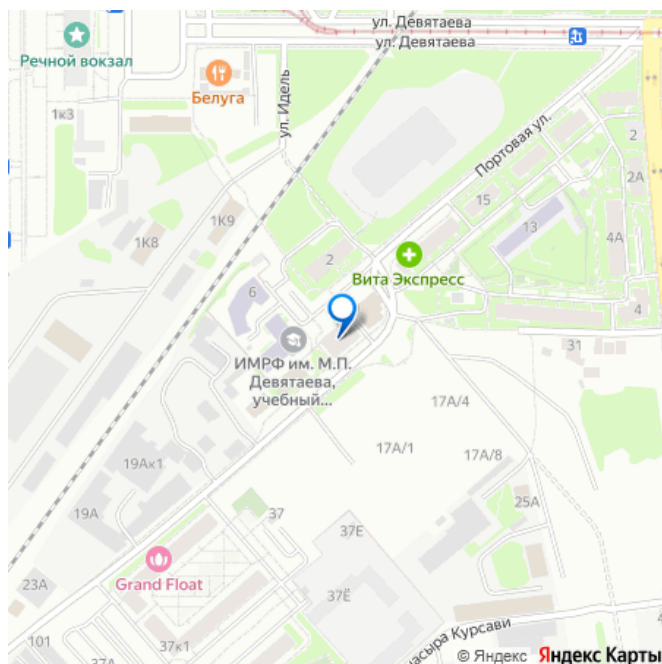 ул. Девятаева
ул. Девятаева
Речной вокзал
Белуга
1к3
ул. Идель
Портовая ул.
2
2А
15
13
4А
1К9
1К8
2
Вита Экспресс
6
4
31
ИМРФ им. М.П.
Девятаева,
учебный...
17А/4
17А/1
17А/8
19Ак1
19А
25А
37
37Е
Grand Float
23А
37Ё
101
37к1
37А
асыра Курсави
4
© Яндекс Яндекс Карты